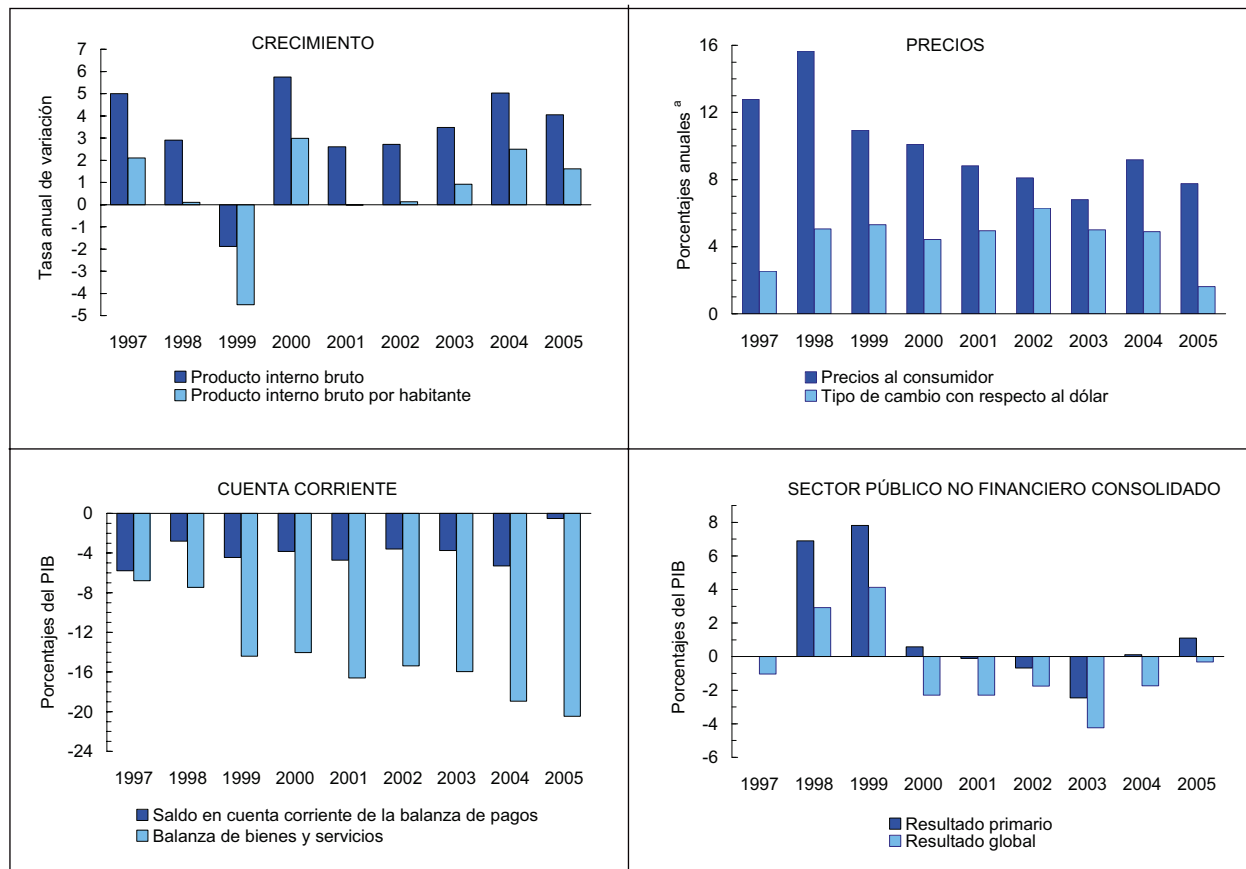 CRECIMIENTO
Tasa anual de variación
7
6
5
4
3
2
1
0
-1
-2
-3
-4
-5
1997 1998 1999 2000 2001 2002 2003 2004 2005
Producto interno bruto
Producto interno bruto por habitante
PRECIOS
Porcentajes anuales a
16
12
8
4
0
1997 1998 1999 2000 2001 2002 2003 2004 2005
Precios al consumidor
Tipo de cambio con respecto al dólar
CUENTA CORRIENTE
Porcentajes del PIB
0
-4
-8
-12
-16
-20
-24
1997 1998 1999 2000 2001 2002 2003 2004 2005
Saldo en cuenta corriente de la balanza de pagos
Balanza de bienes y servicios
SECTOR PÚBLICO NO FINANCIERO CONSOLIDADO
Porcentajes del PIB
8
6
4
2
0
-2
-4
-6
1997 1998 1999 2000 2001 2002 2003 2004 2005
Resultado primario
Resultado global